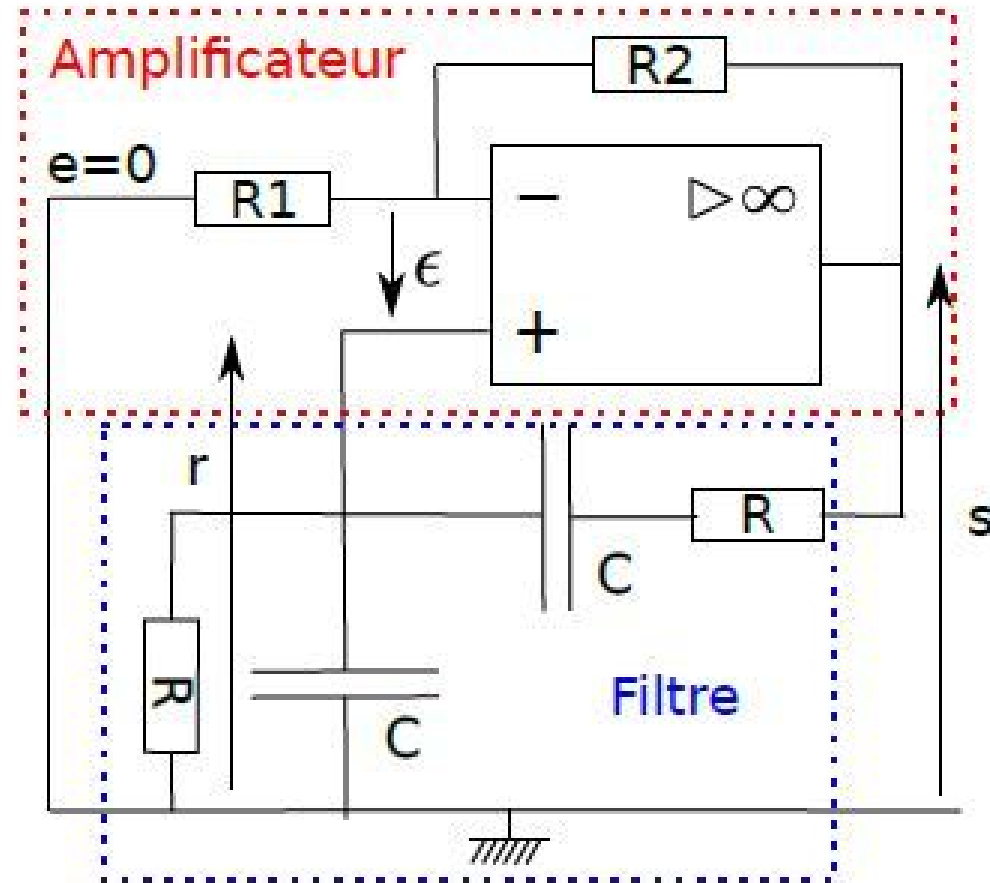 Amplificateur
R2
e=0
R1
− ▷∞
ϵ
+
r
R
s
C
R
Filtre
C